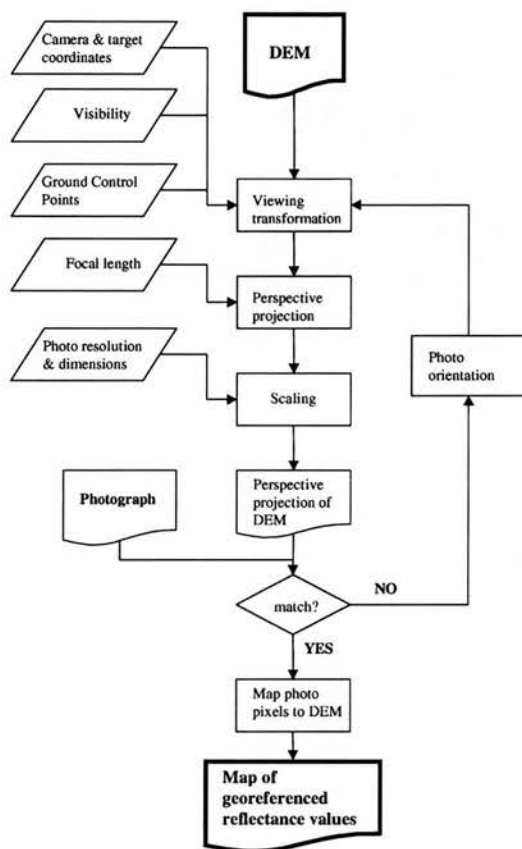 Camera & target
coordinates
DEM
Visibility
Ground Control
Points
Viewing
transformation
Focal length
Perspective
projection
Photo resolution
& dimensions
Photo
orientation
Scaling
Photograph
Perspective
projection of
DEM
match?
NO
YES
Map photo
pixels to DEM
Map of
georeferenced
reflectance values